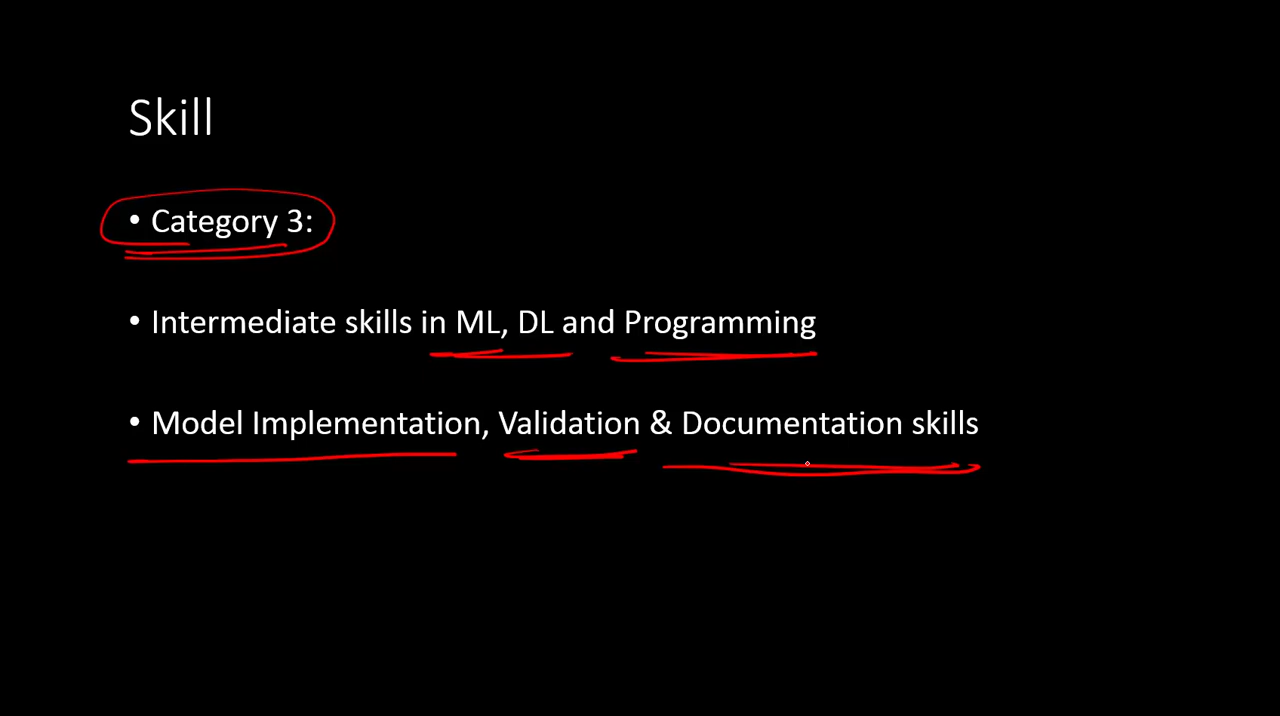 Skill
• Category 3:
• Intermediate skills in ML, DL and Programming
• Model Implementation, Validation & Documentation skills